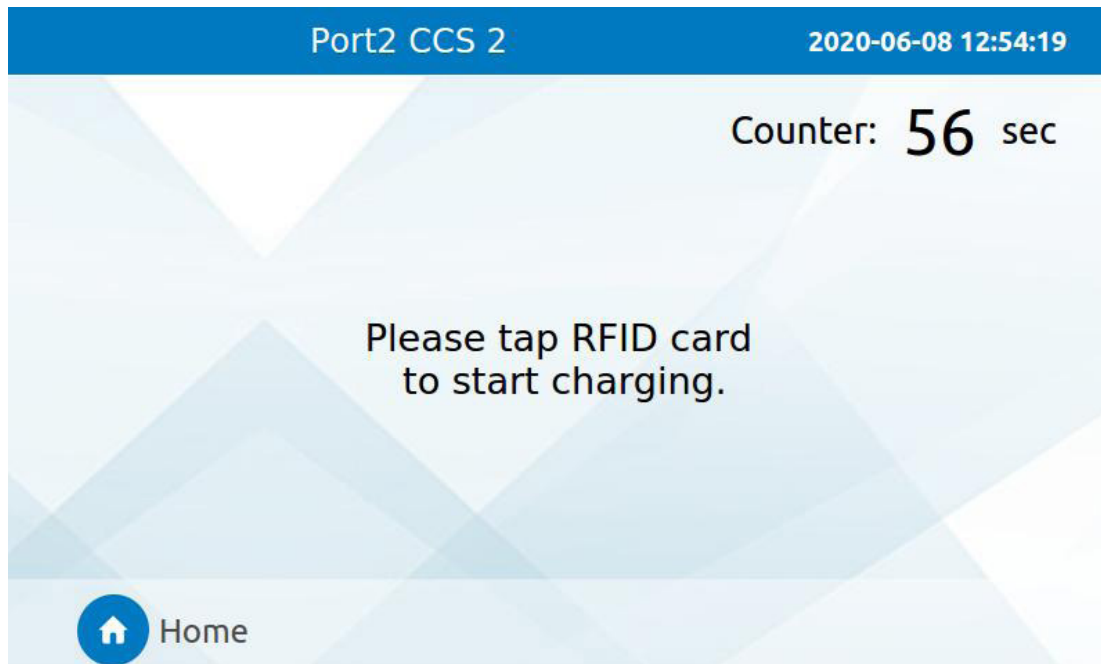 Port2 CCS 2
2020-06-08 12:54:19
Counter: 56 sec
Please tap RFID card
to start charging.
Home